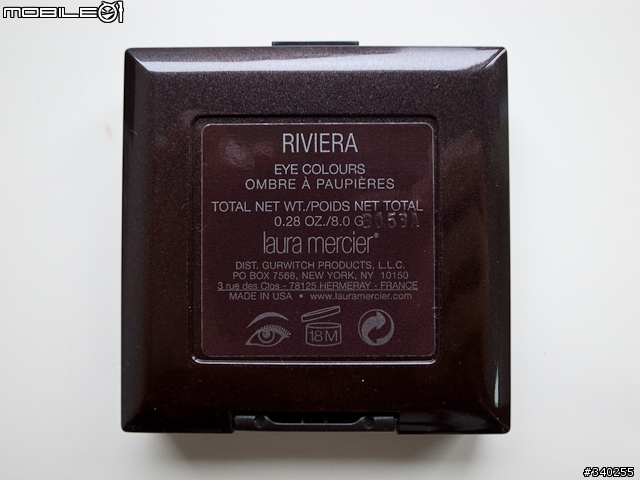 MOBILE01
RIVIERA
EYE COLOURS
OMBRE À PAUPIÈRES
TOTAL NET WT./POIDS NET TOTAL
0.28 OZ./8.0 G
laura mercier®
DIST. GURWITCH PRODUCTS, L.L.C.
PO BOX 7568, NEW YORK, NY 10150
3 rue des Clos - 78125 HERMERAY - FRANCE
MADE IN USA • www.lauramercier.com
18M
#340255